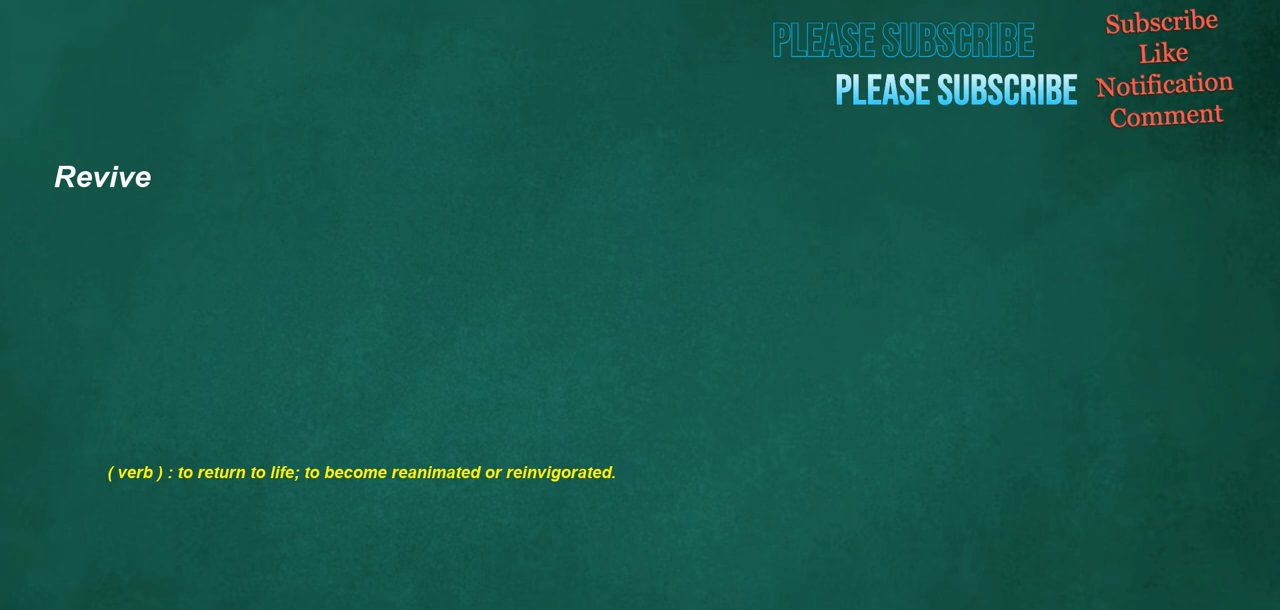 PLEASE SUBSCRIBE
PLEASE SUBSCRIBE
Subscribe
Like
Notification
Comment
Revive
( verb ) : to return to life; to become reanimated or reinvigorated.